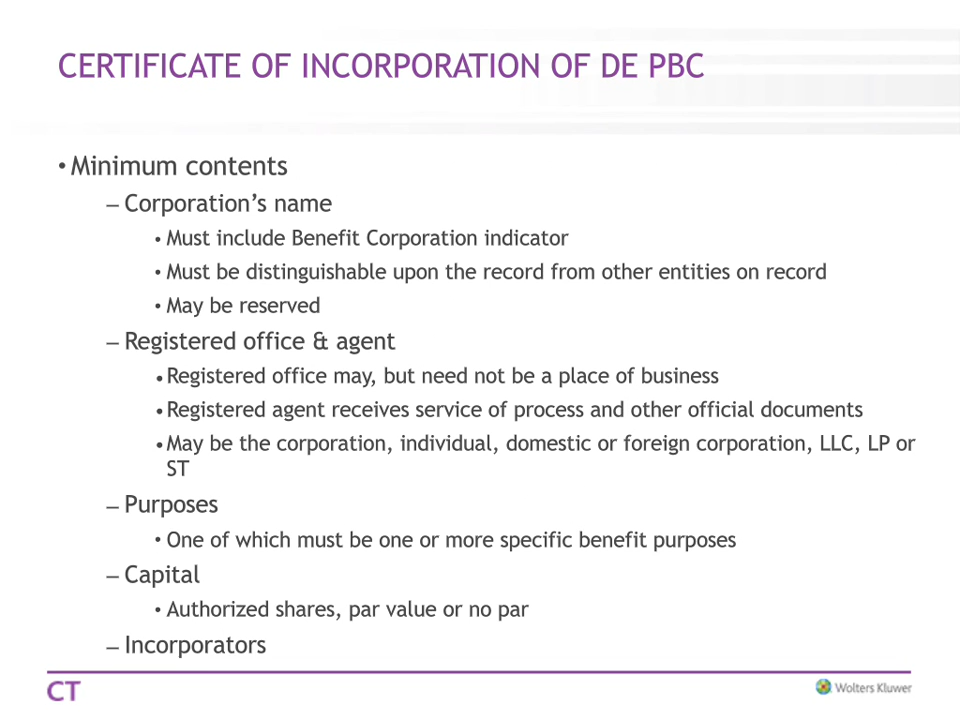 CERTIFICATE OF INCORPORATION OF DE PBC
• Minimum contents
– Corporation’s name
• Must include Benefit Corporation indicator
• Must be distinguishable upon the record from other entities on record
• May be reserved
– Registered office & agent
• Registered office may, but need not be a place of business
• Registered agent receives service of process and other official documents
• May be the corporation, individual, domestic or foreign corporation, LLC, LP or
ST
– Purposes
• One of which must be one or more specific benefit purposes
– Capital
• Authorized shares, par value or no par
– Incorporators
CT
Wolters Kluwer